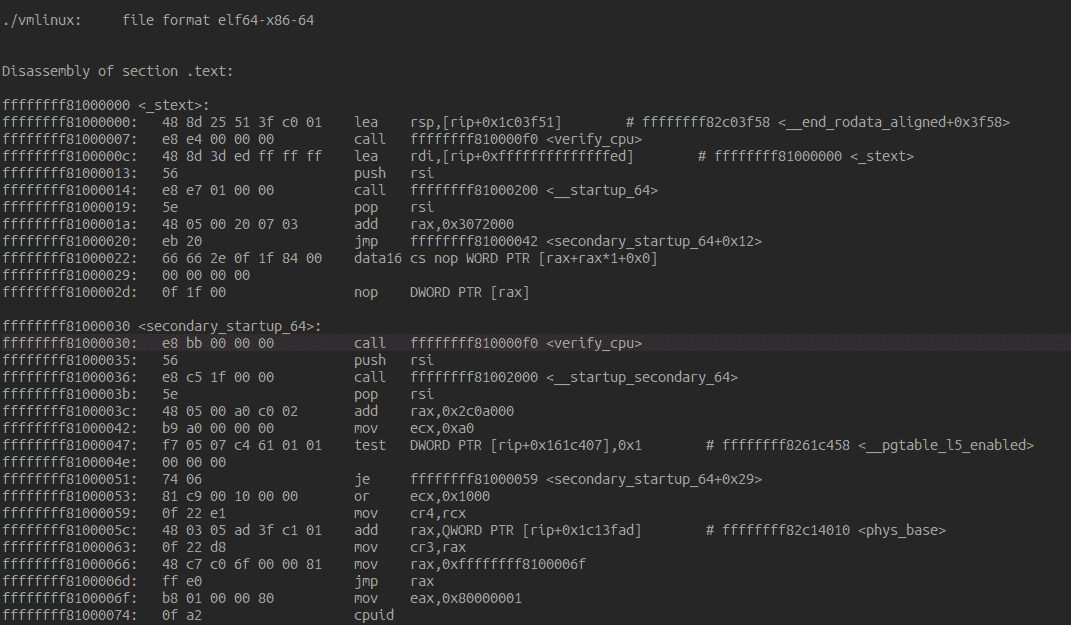 ./vmlinux:     file format elf64-x86-64
Disassembly of section .text:
ffffffff81000000 <_stext>:
ffffffff81000000:   48 8d 25 51 3f c0 01    lea    rsp,[rip+0x1c03f51]        # ffffffff82c03f58 <__end_rodata_aligned+0x3f58>
ffffffff81000007:   e8 e4 00 00 00          call   ffffffff810000f0 <verify_cpu>
ffffffff8100000c:   48 8d 3d ed ff ff ff    lea    rdi,[rip+0xffffffffffffffed]        # ffffffff81000000 <_stext>
ffffffff81000013:   56                      push   rsi
ffffffff81000014:   e8 e7 01 00 00          call   ffffffff81000200 <__startup_64>
ffffffff81000019:   5e                      pop    rsi
ffffffff8100001a:   48 05 00 20 07 03       add    rax,0x3072000
ffffffff81000020:   eb 20                   jmp    ffffffff81000042 <secondary_startup_64+0x12>
ffffffff81000022:   66 66 2e 0f 1f 84 00    data16 cs nop WORD PTR [rax+rax*1+0x0]
ffffffff81000029:   00 00 00 00
ffffffff8100002d:   0f 1f 00                nop    DWORD PTR [rax]
ffffffff81000030 <secondary_startup_64>:
ffffffff81000030:   e8 bb 00 00 00          call   ffffffff810000f0 <verify_cpu>
ffffffff81000035:   56                      push   rsi
ffffffff81000036:   e8 c5 1f 00 00          call   ffffffff81002000 <__startup_secondary_64>
ffffffff8100003b:   5e                      pop    rsi
ffffffff8100003c:   48 05 00 a0 c0 02       add    rax,0x2c0a000
ffffffff81000042:   b9 a0 00 00 00          mov    ecx,0xa0
ffffffff81000047:   f7 05 07 c4 61 01 01    test   DWORD PTR [rip+0x161c407],0x1        # ffffffff8261c458 <__pgtable_l5_enabled>
ffffffff8100004e:   00 00 00
ffffffff81000051:   74 06                   je     ffffffff81000059 <secondary_startup_64+0x29>
ffffffff81000053:   81 c9 00 10 00 00       or     ecx,0x1000
ffffffff81000059:   0f 22 e1                mov    cr4,rcx
ffffffff8100005c:   48 03 05 ad 3f c1 01    add    rax,QWORD PTR [rip+0x1c13fad]        # ffffffff82c14010 <phys_base>
ffffffff81000063:   0f 22 d8                mov    cr3,rax
ffffffff81000066:   48 c7 c0 6f 00 00 81    mov    rax,0xffffffff8100006f
ffffffff8100006d:   ff e0                   jmp    rax
ffffffff8100006f:   b8 01 00 00 80          mov    eax,0x80000001
ffffffff81000074:   0f a2                   cpuid